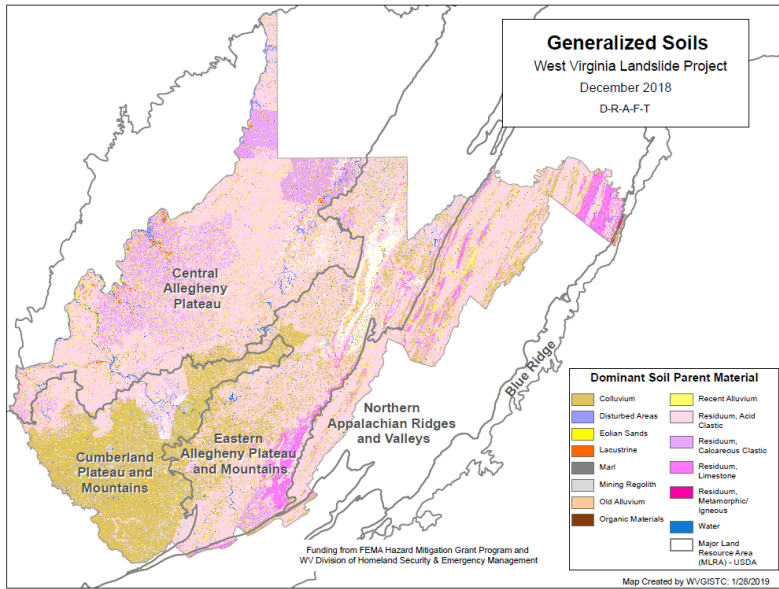 Generalized Soils
West Virginia Landslide Project
December 2018
D-R-A-F-T
Central
Allegheny
Plateau
Blue Ridge
Northern
Appalachian Ridges
and Valleys
Eastern
Allegheny Plateau
and Mountains
Cumberland
Plateau and
Mountains
Dominant Soil Parent Material
Colluvium
Disturbed Areas
Eolian Sands
Lacustrine
Marl
Mining Regolith
Old Alluvium
Organic Materials
Recent Alluvium
Residuum, Acid
Clastic
Residuum,
Calcareous Clastic
Residuum,
Limestone
Residuum,
Metamorphic/
Igneous
Water
Major Land
Resource Area
(MLRA) - USDA
Funding from FEMA Hazard Mitigation Grant Program and
WV Division of Homeland Security & Emergency Management
Map Created by WVGISTC: 1/28/2019